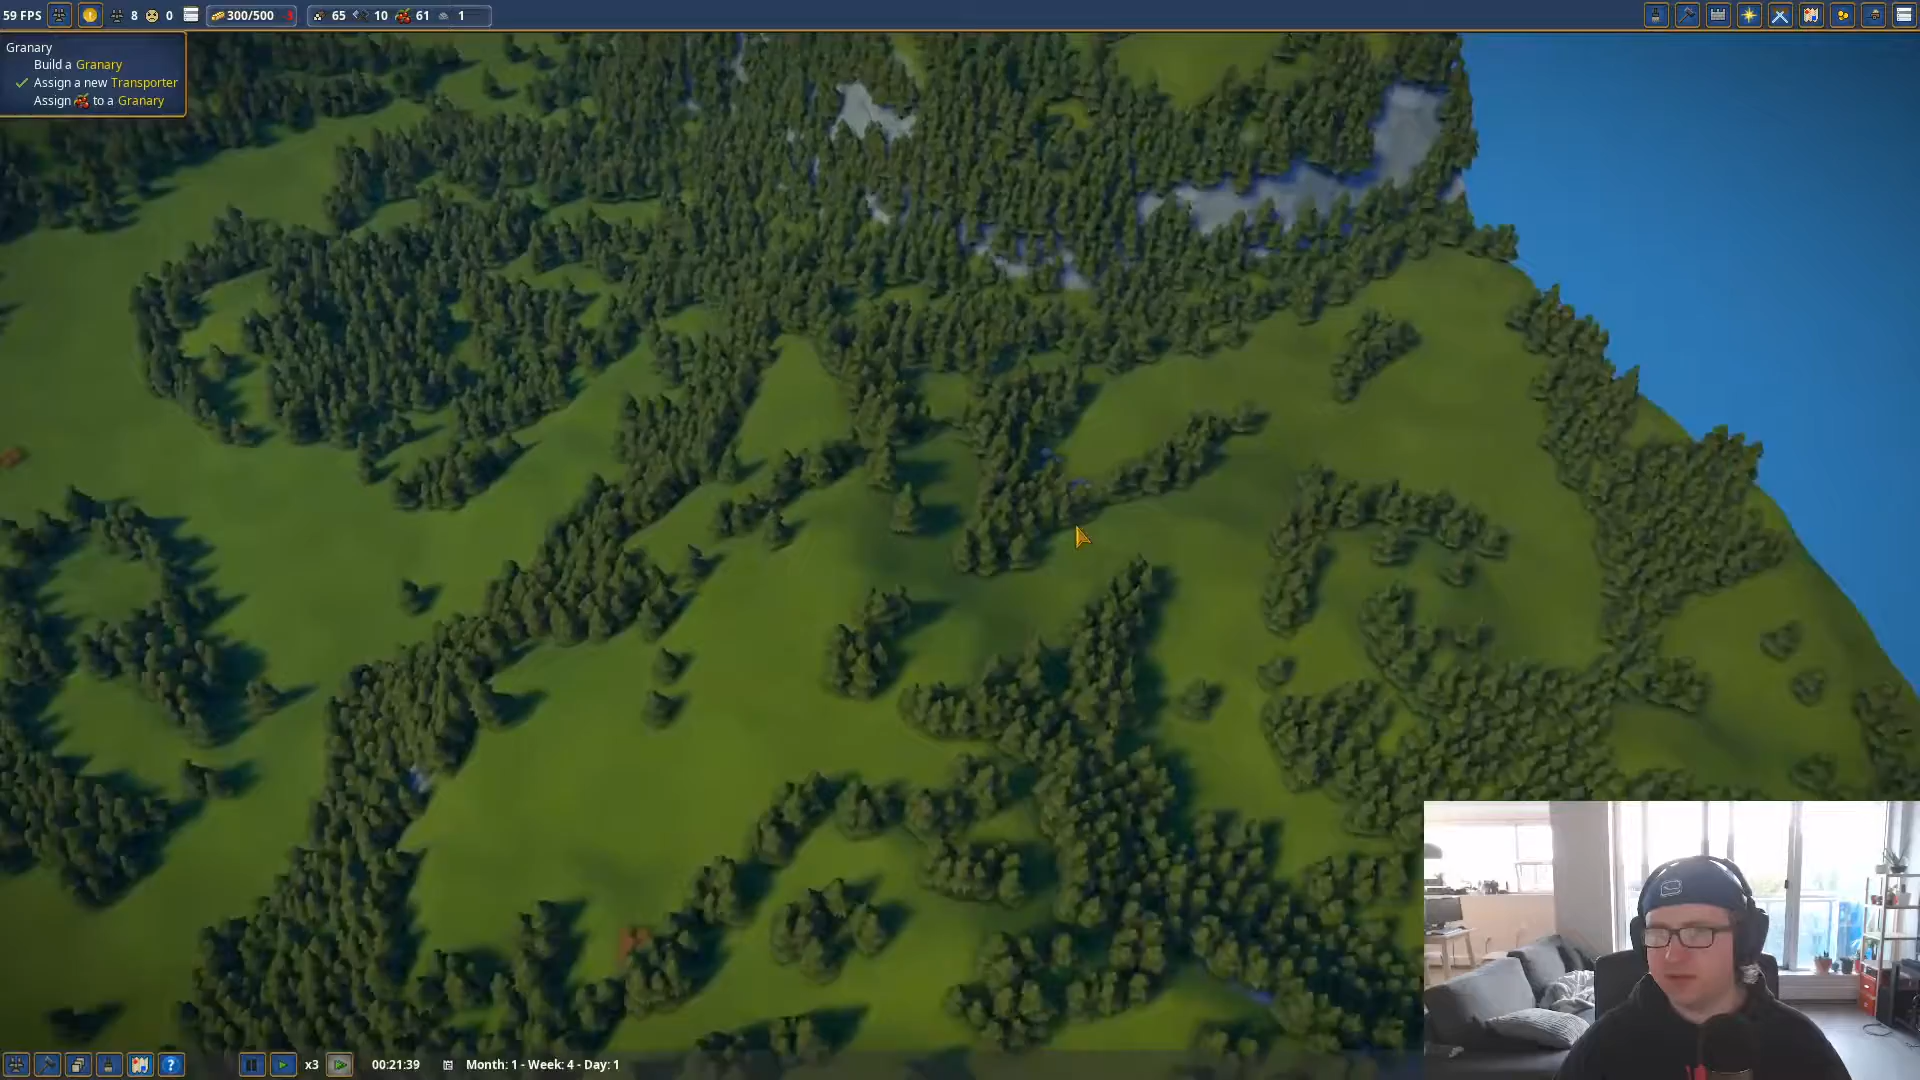 59 FPS 8 0 300/500 3 65 10 61 1
Granary
Build a Granary
Assign a new Transporter
Assign to a Granary
x3 00:21:39 Month: 1 - Week: 4 - Day: 1